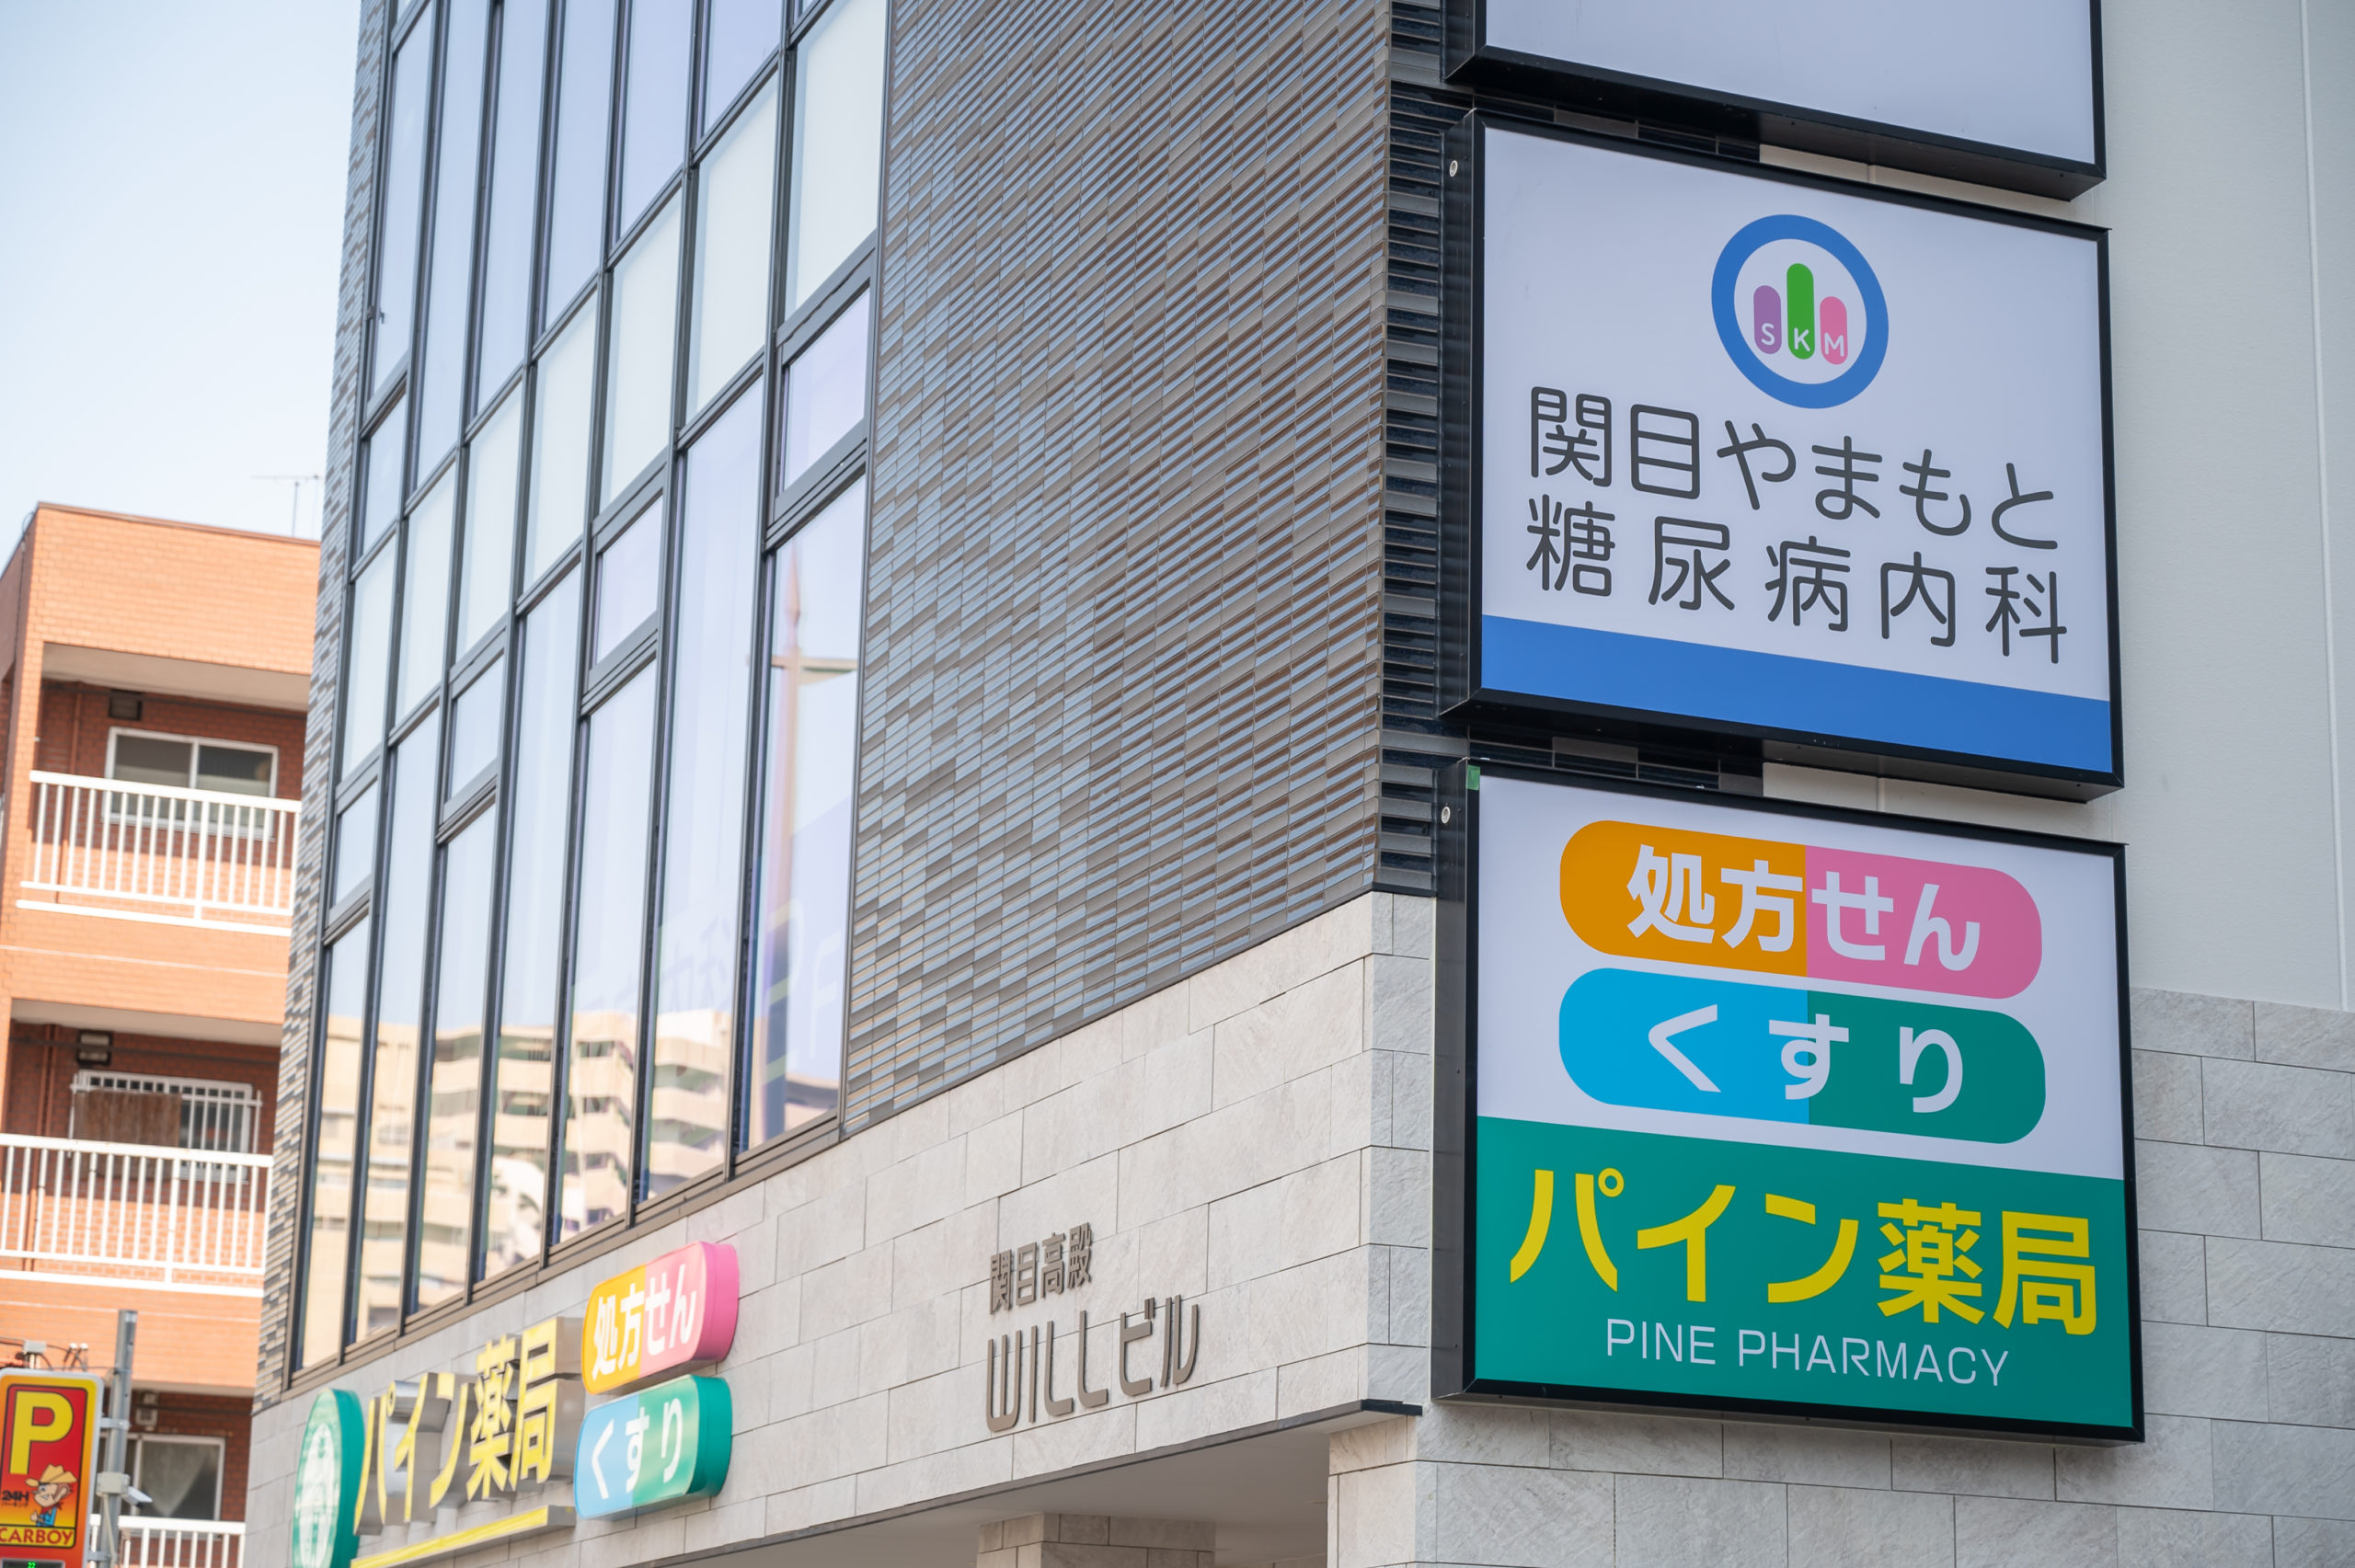 SKM
関目やまもと
糖尿病内科
処方せん
くすり
パイン薬局
PINE PHARMACY
関目高殿
WILLビル
パイン薬局
処方せん
くすり
P
24H
CARBOY